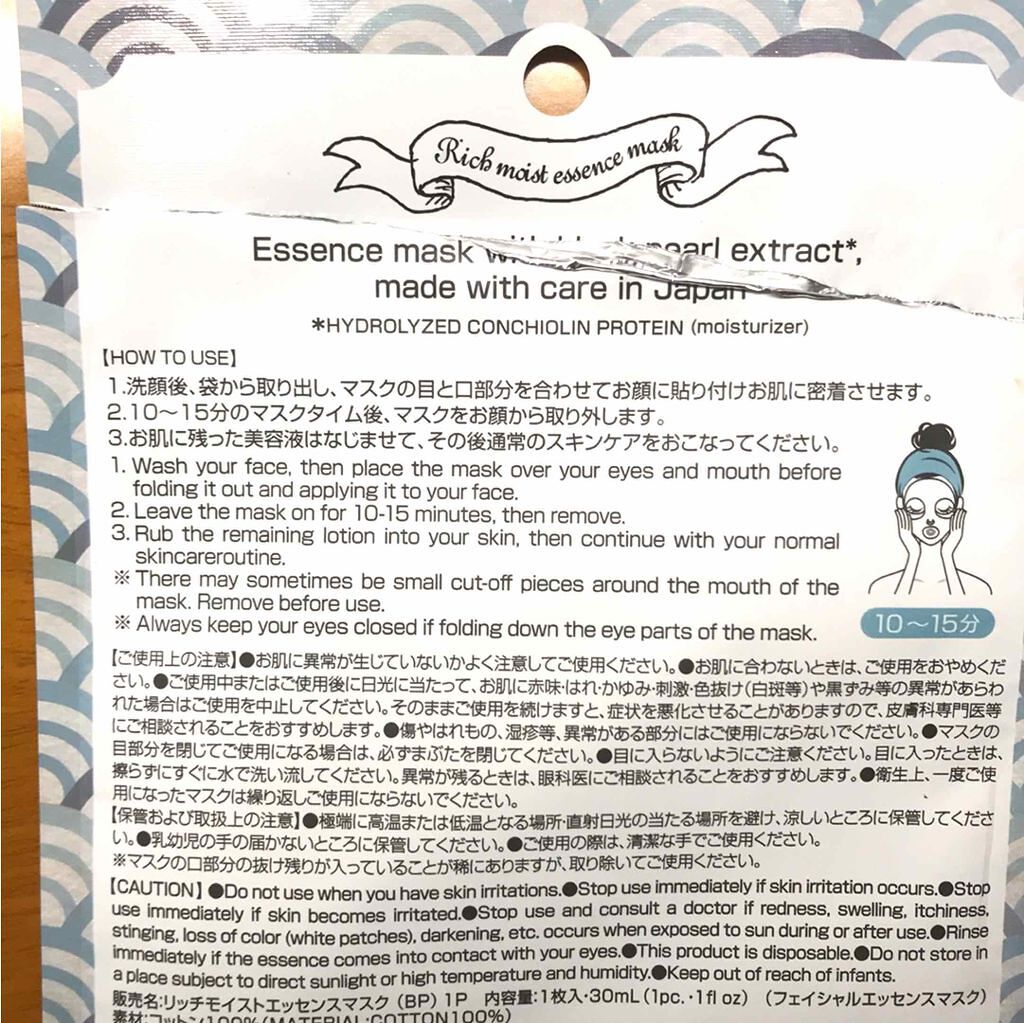 Rich moist essence mask
Essence mask pearl extract*,
made with care in Japan
*HYDROLYZED CONCHIOLIN PROTEIN (moisturizer)
【HOW TO USE】
1.洗顔後、袋から取り出し、マスクの目と口部分を合わせてお顔に貼り付けお肌に密着させます。
2.10～15分のマスクタイム後、マスクをお顔から取り外します。
3.お肌に残った美容液はなじませて、その後通常のスキンケアをおこなってください。
1. Wash your face, then place the mask over your eyes and mouth before
folding it out and applying it to your face.
2. Leave the mask on for 10-15 minutes, then remove.
3. Rub the remaining lotion into your skin, then continue with your normal
skincareroutine.
※ There may sometimes be small cut-off pieces around the mouth of the
mask. Remove before use.
※ Always keep your eyes closed if folding down the eye parts of the mask.
10～15分
【ご使用上の注意】●お肌に異常が生じていないかよく注意してご使用ください。●お肌に合わないときは、ご使用をおやめくだ
さい。●ご使用中またはご使用後に日光に当たって、お肌に赤味・はれ・かゆみ・刺激・色抜け(白斑等)や黒ずみ等の異常があらわ
れた場合はご使用を中止してください。そのままご使用を続けますと、症状を悪化させることがありますので、皮膚科専門医等
にご相談されることをおすすめします。●傷やはれもの、湿疹等、異常がある部分にはご使用にならないでください。●マスクの
目部分を閉じてご使用になる場合は、必ずまぶたを閉じてください。●目に入らないようにご注意ください。目に入ったときは、
擦らずにすぐに水で洗い流してください。異常が残るときは、眼科医にご相談されることをおすすめします。●衛生上、一度ご使
用になったマスクは繰り返しご使用にならないでください。
【保管および取扱上の注意】●極端に高温または低温となる場所・直射日光の当たる場所を避け、涼しいところに保管してくださ
い。●乳幼児の手の届かないところに保管してください。●ご使用の際は、清潔な手でご使用ください。
※マスクの口部分の抜け残りが入っていることが稀にありますが、取り除いてご使用ください。
【CAUTION】●Do not use when you have skin irritations.●Stop use immediately if skin irritation occurs.●Stop
use immediately if skin becomes irritated.●Stop use and consult a doctor if redness, swelling, itchiness,
stinging, loss of color (white patches), darkening, etc. occurs when exposed to sun during or after use.●Rinse
immediately if the essence comes into contact with your eyes.●This product is disposable.●Do not store in
a place subject to direct sunlight or high temperature and humidity.●Keep out of reach of infants.
販売名:リッチモイストエッセンスマスク (BP) 1P 内容量:1枚入・30mL (1pc.・1fl oz) (フェイシャルエッセンスマスク)
素材:コットン100%(MATERIAL:COTTON100%)